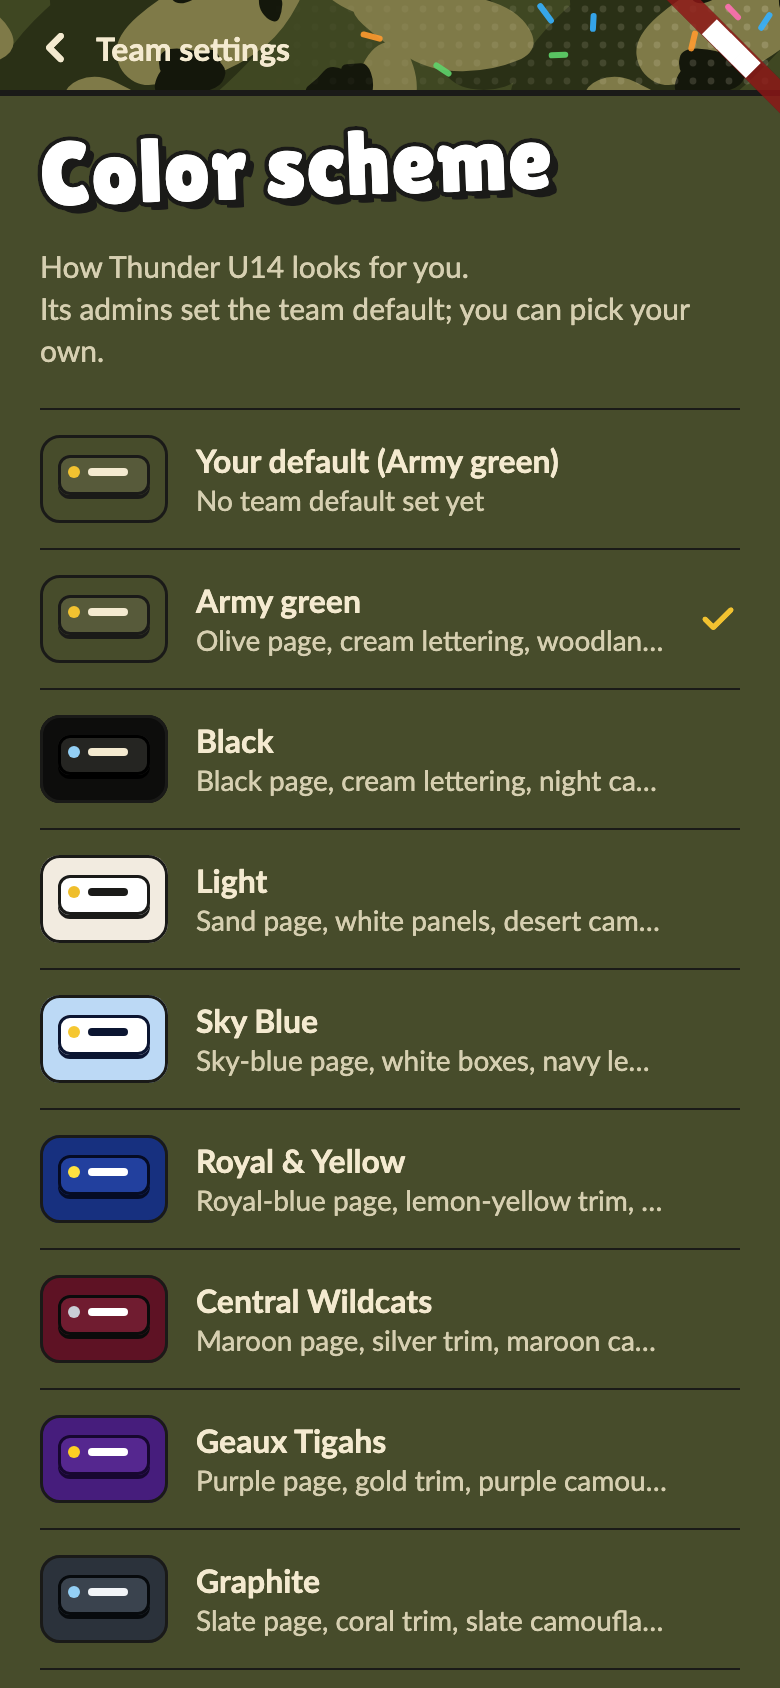 Team settings
Color scheme
How Thunder U14 looks for you.
Its admins set the team default; you can pick your
own.
Your default (Army green)
No team default set yet
Army green
Olive page, cream lettering, woodlan...
Black
Black page, cream lettering, night ca...
Light
Sand page, white panels, desert cam...
Sky Blue
Sky-blue page, white boxes, navy le...
Royal & Yellow
Royal-blue page, lemon-yellow trim, ...
Central Wildcats
Maroon page, silver trim, maroon ca...
Geaux Tigahs
Purple page, gold trim, purple camou...
Graphite
Slate page, coral trim, slate camoufla...